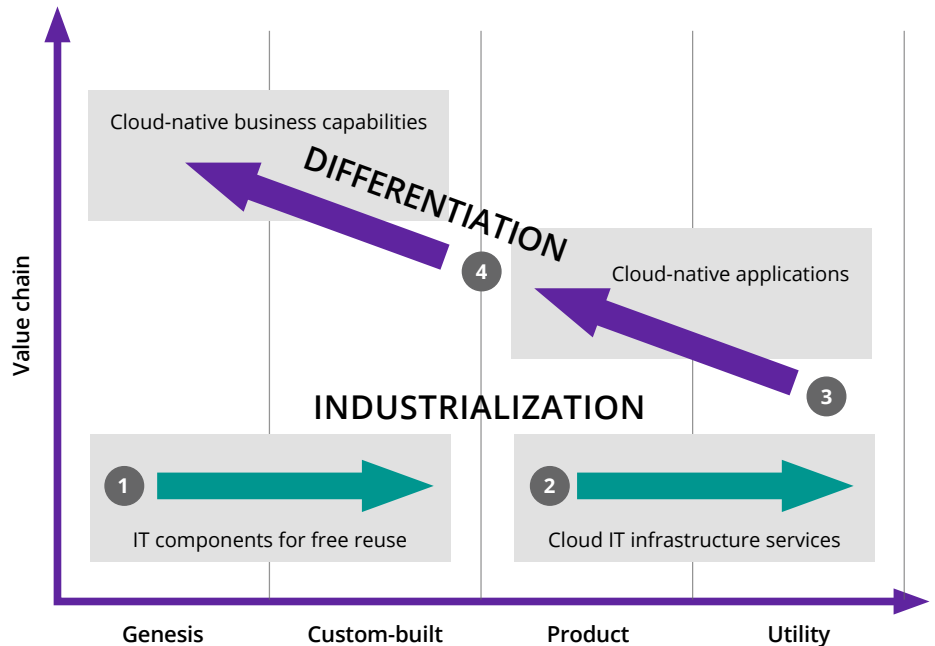 Cloud-native business capabilities
DIFFERENTIATION
4
Cloud-native applications
3
Value chain
INDUSTRIALIZATION
1
2
IT components for free reuse
Cloud IT infrastructure services
Genesis
Custom-built
Product
Utility